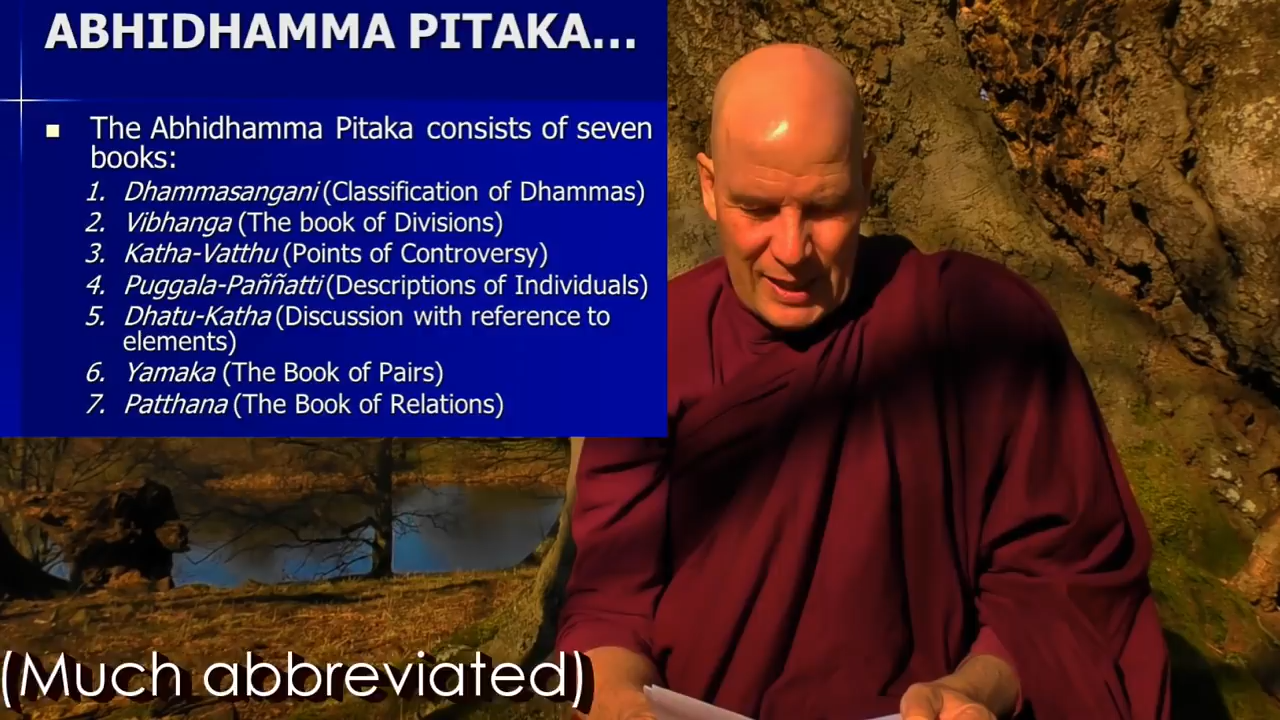 ABHIDHAMMA PITAKA...
The Abhidhamma Pitaka consists of seven
books:
1. Dhammasangani (Classification of Dhammas)
2. Vibhanga (The book of Divisions)
3. Katha-Vatthu (Points of Controversy)
4. Puggala-Paññatti (Descriptions of Individuals)
5. Dhatu-Katha (Discussion with reference to
elements)
6. Yamaka (The Book of Pairs)
7. Patthana (The Book of Relations)
(Much abbreviated)